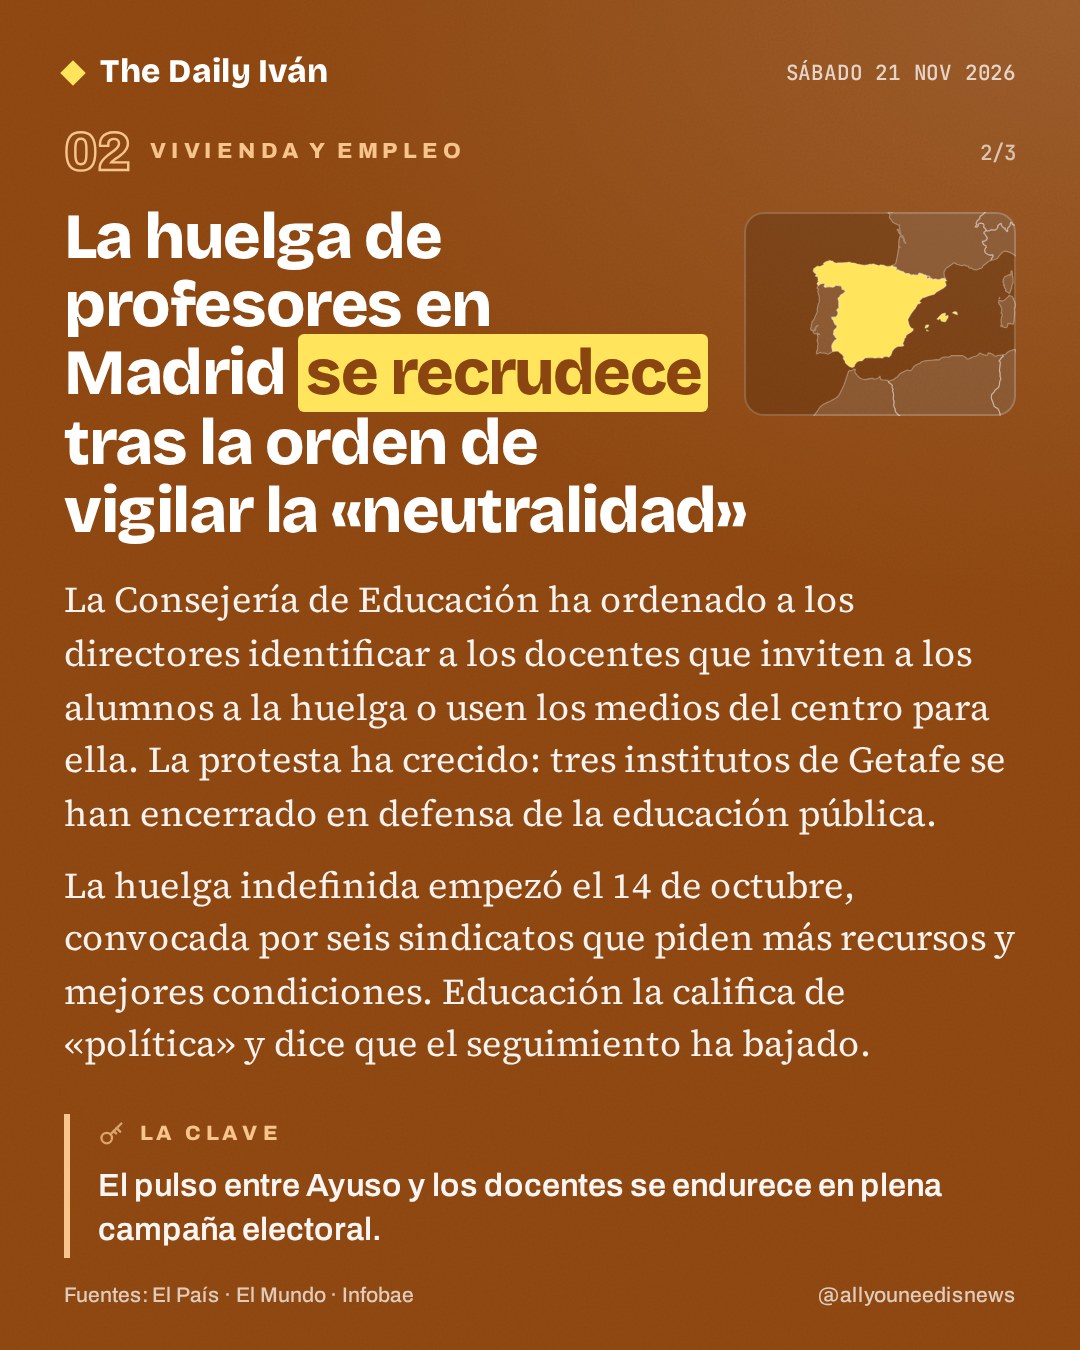 The Daily Iván
SÁBADO 21 NOV 2026
02 VIVIENDA Y EMPLEO
2/3
La huelga de
profesores en
Madrid se recrudece
tras la orden de
vigilar la «neutralidad»
La Consejería de Educación ha ordenado a los
directores identificar a los docentes que inviten a los
alumnos a la huelga o usen los medios del centro para
ella. La protesta ha crecido: tres institutos de Getafe se
han encerrado en defensa de la educación pública.
La huelga indefinida empezó el 14 de octubre,
convocada por seis sindicatos que piden más recursos y
mejores condiciones. Educación la califica de
«política» y dice que el seguimiento ha bajado.
LA CLAVE
El pulso entre Ayuso y los docentes se endurece en plena
campaña electoral.
Fuentes: El País · El Mundo · Infobae
@allyouneedisnews